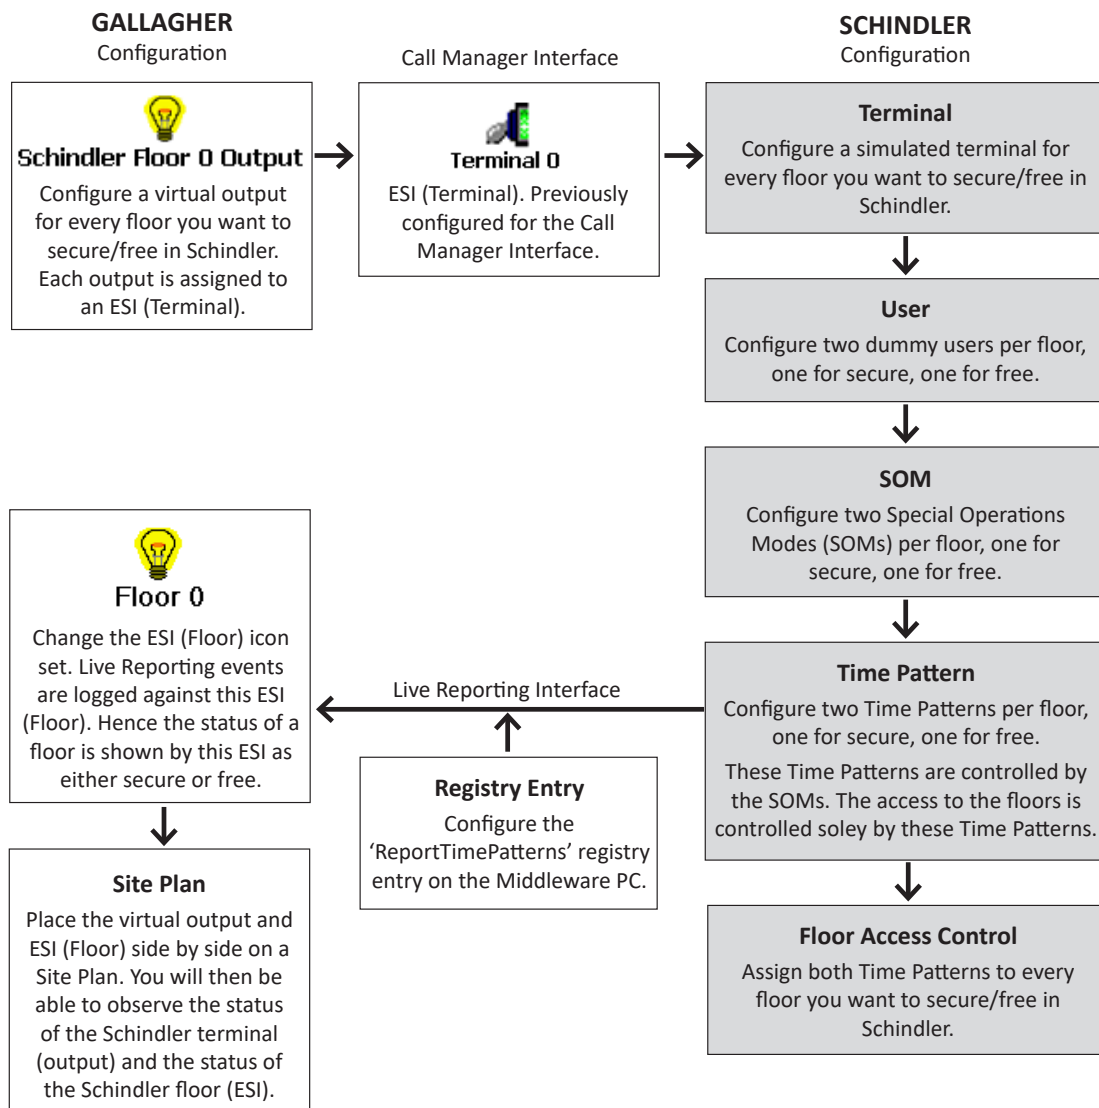 GALLAGHER
Configuration
Schindler Floor 0 Output
Configure a virtual output
for every floor you want to
secure/free in Schindler.
Each output is assigned to
an ESI (Terminal).
Call Manager Interface
Terminal 0
ESI (Terminal). Previously
configured for the Call
Manager Interface.
SCHINDLER
Configuration
Terminal
Configure a simulated terminal for
every floor you want to secure/free in
Schindler.
User
Configure two dummy users per floor,
one for secure, one for free.
SOM
Configure two Special Operations
Modes (SOMs) per floor, one for
secure, one for free.
Time Pattern
Configure two Time Patterns per floor,
one for secure, one for free.
These Time Patterns are controlled by
the SOMs. The access to the floors is
controlled soley by these Time Patterns.
Floor Access Control
Assign both Time Patterns to every
floor you want to secure/free in
Schindler.
Live Reporting Interface
Registry Entry
Configure the
‘ReportTimePatterns’ registry
entry on the Middleware PC.
Floor 0
Change the ESI (Floor) icon
set. Live Reporting events
are logged against this ESI
(Floor). Hence the status of a
floor is shown by this ESI as
either secure or free.
Site Plan
Place the virtual output and
ESI (Floor) side by side on a
Site Plan. You will then be
able to observe the status
of the Schindler terminal
(output) and the status of
the Schindler floor (ESI).